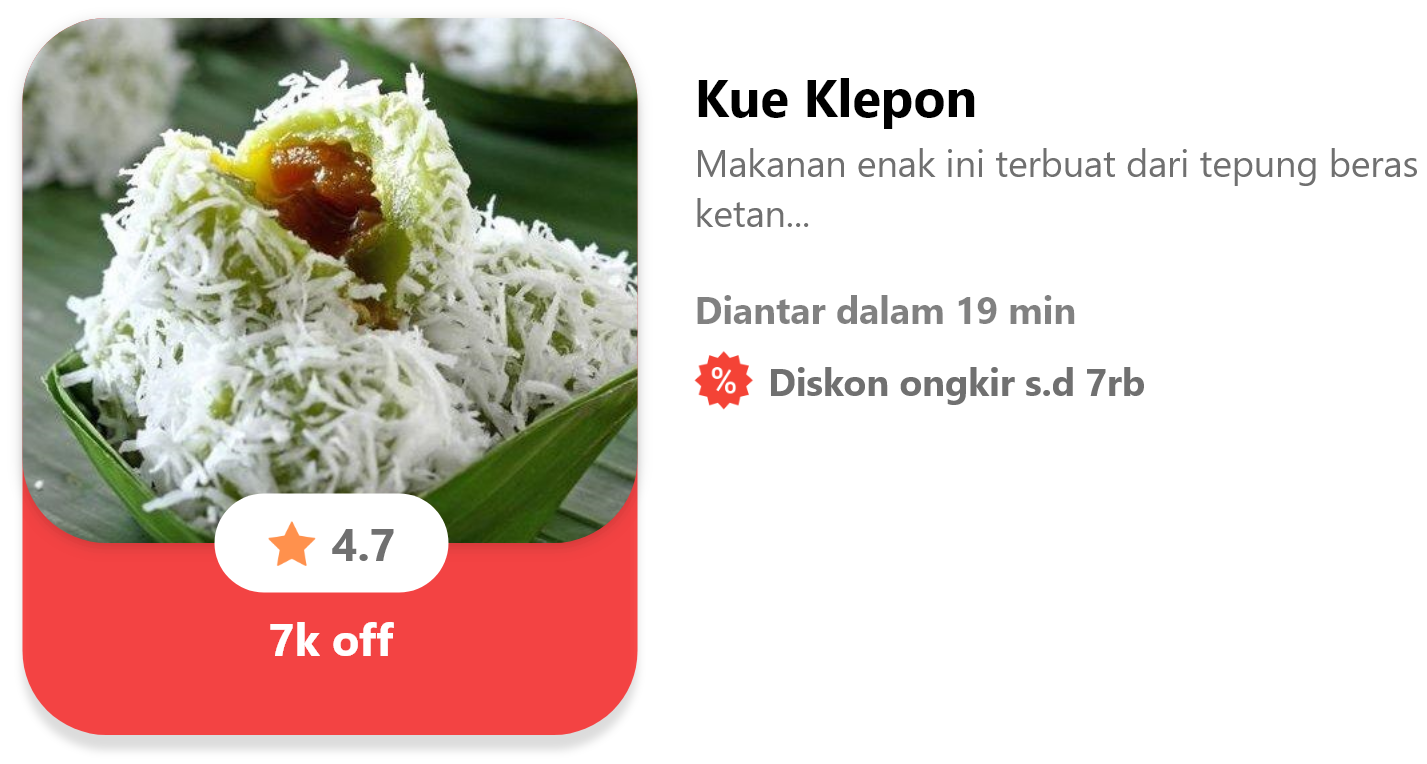 Kue Klepon
Makanan enak ini terbuat dari tepung beras
ketan...
Diantar dalam 19 min
% Diskon ongkir s.d 7rb
4.7
7k off